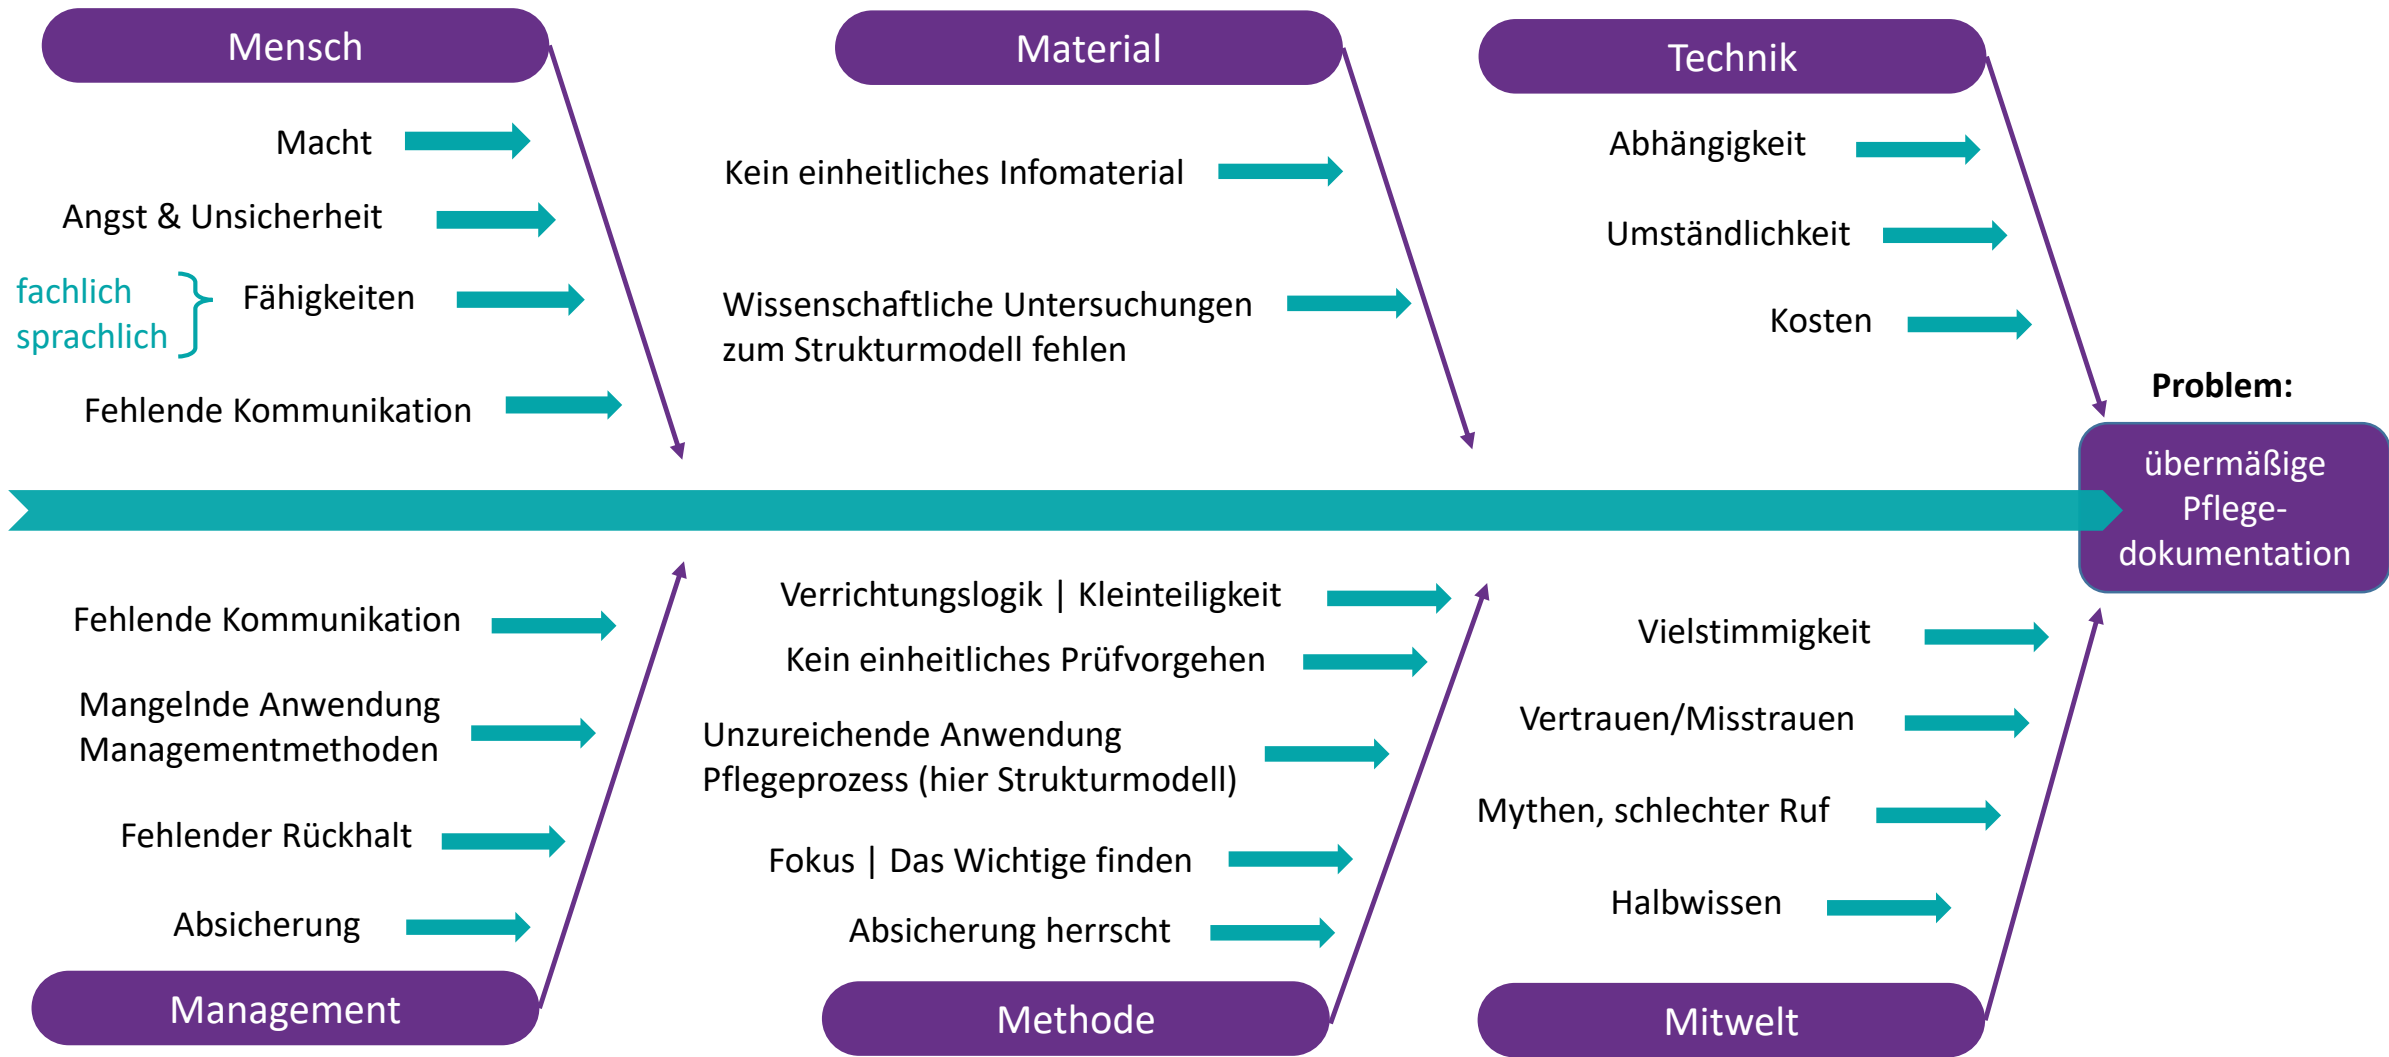 Mensch
Macht
Angst & Unsicherheit
fachlich
sprachlich
Fähigkeiten
Fehlende Kommunikation
Material
Kein einheitliches Infomaterial
Wissenschaftliche Untersuchungen
zum Strukturmodell fehlen
Technik
Abhängigkeit
Umständlichkeit
Kosten
Problem:
übermäßige
Pflege-
dokumentation
Fehlende Kommunikation
Mangelnde Anwendung
Managementmethoden
Fehlender Rückhalt
Absicherung
Management
Verrichtungslogik | Kleinteiligkeit
Kein einheitliches Prüfvorgehen
Unzureichende Anwendung
Pflegeprozess (hier Strukturmodell)
Fokus | Das Wichtige finden
Absicherung herrscht
Methode
Vielstimmigkeit
Vertrauen/Misstrauen
Mythen, schlechter Ruf
Halbwissen
Mitwelt